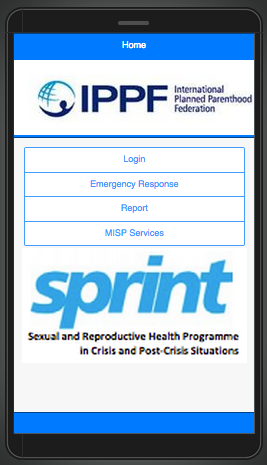 Home
IPPF
International
Planned Parenthood
Federation
Login
Emergency Response
Report
MISP Services
sprint
Sexual and Reproductive Health Programme
in Crisis and Post-Crisis Situations